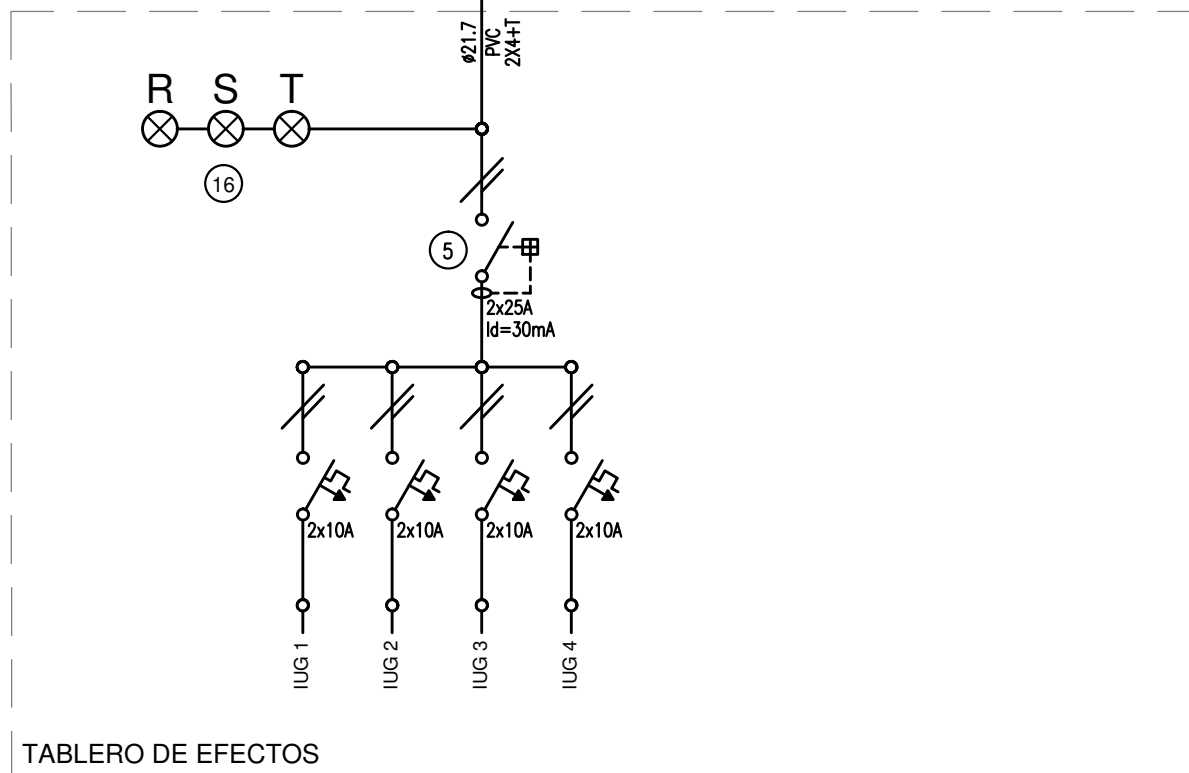 ø21.7
PVC
2X4+T
R S T
16
5
2x25A
Id=30mA
2x10A 2x10A 2x10A 2x10A
IUG 1
IUG 2
IUG 3
IUG 4
TABLERO DE EFECTOS